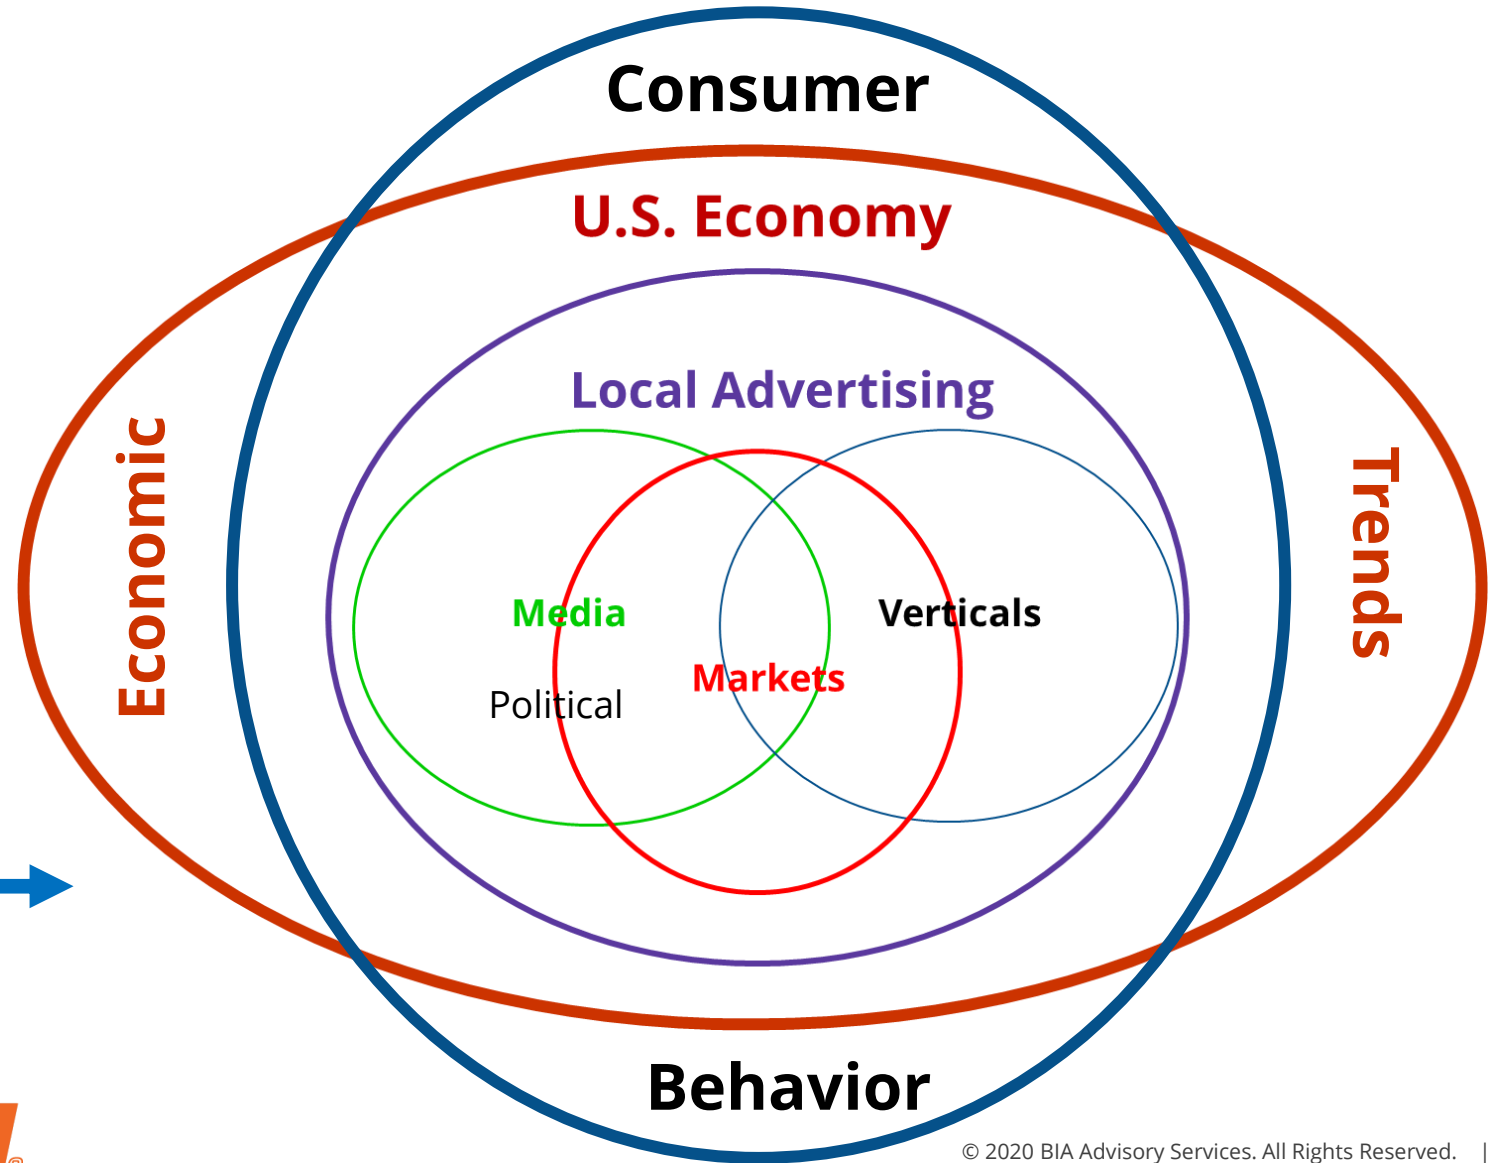 Consumer
U.S. Economy
Local Advertising
Economic
Trends
Media
Verticals
Markets
Political
Behavior
© 2020 BIA Advisory Services. All Rights Reserved. |